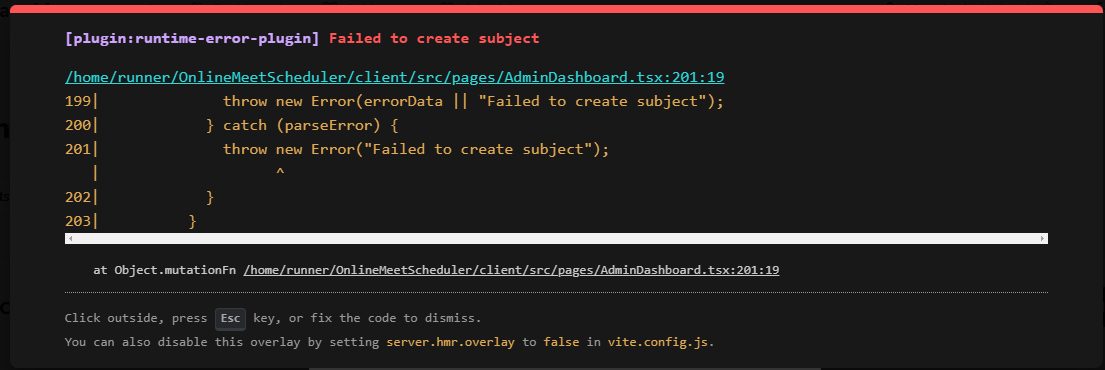 [plugin:runtime-error-plugin] Failed to create subject
/home/runner/OnlineMeetScheduler/client/src/pages/AdminDashboard.tsx:201:19
199|               throw new Error(errorData || "Failed to create subject");
200|             } catch (parseError) {
201|               throw new Error("Failed to create subject");
   |                     ^
202|             }
203|           }
at Object.mutationFn /home/runner/OnlineMeetScheduler/client/src/pages/AdminDashboard.tsx:201:19
Click outside, press Esc key, or fix the code to dismiss.
You can also disable this overlay by setting server.hmr.overlay to false in vite.config.js.